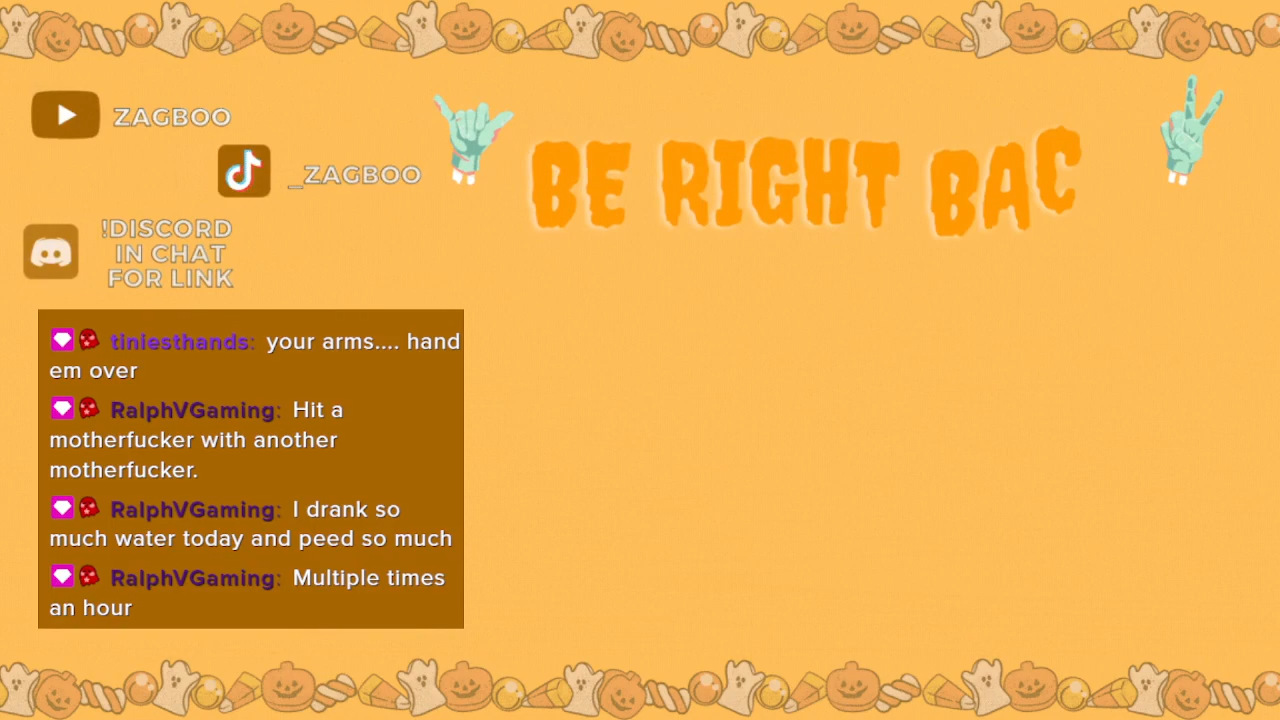 ZAGBOO
_ZAGBOO
BE RIGHT BAC
!DISCORD
IN CHAT
FOR LINK
tiniesthands: your arms.... hand
em over
RalphVGaming: Hit a
motherfucker with another
motherfucker.
RalphVGaming: I drank so
much water today and peed so much
RalphVGaming: Multiple times
an hour